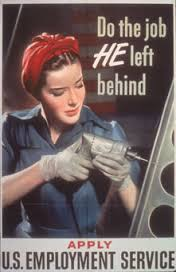 Do the job
HE left
behind
APPLY
U.S. EMPLOYMENT SERVICE